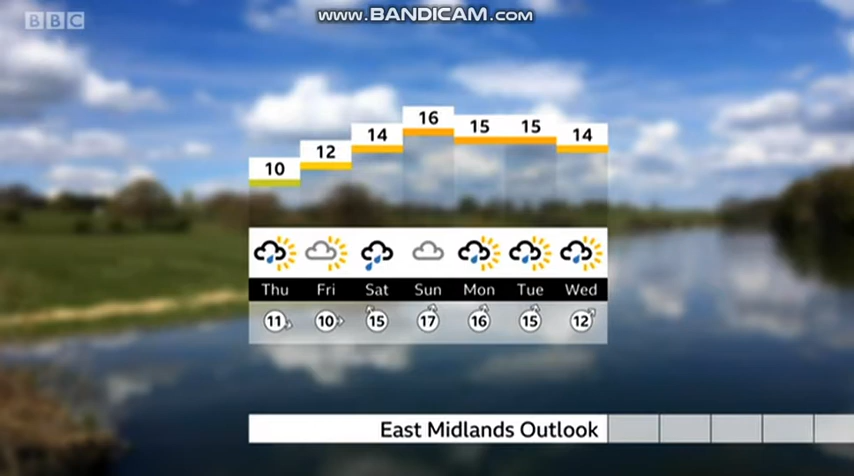 BBC
www.BANDICAM.com
10 12 14 16 15 15 14
Thu Fri Sat Sun Mon Tue Wed
11 10 15 17 16 15 12
East Midlands Outlook